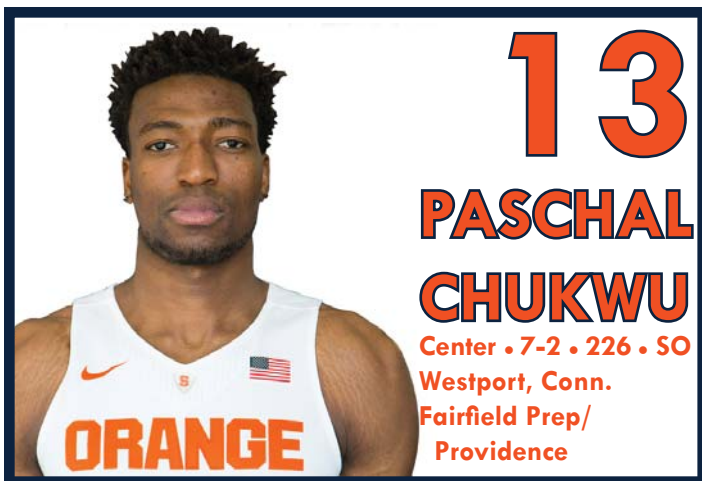 13
PASCHAL
CHUKWU
Center • 7-2 • 226 • SO
Westport, Conn.
Fairfield Prep/
Providence
S
ORANGE